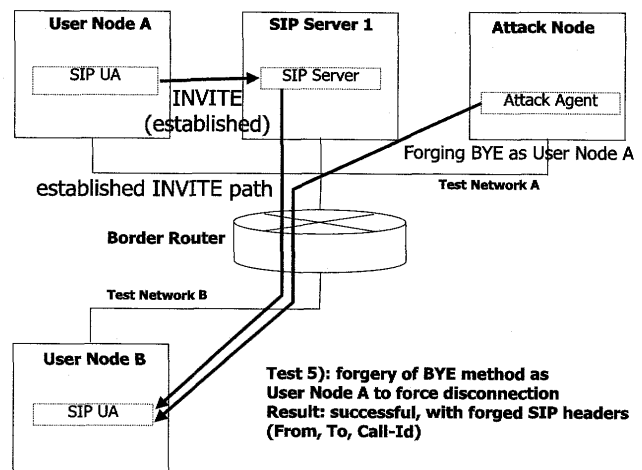 User Node A
SIP Server 1
Attack Node
SIP UA
SIP Server
Attack Agent
INVITE
(established)
Forging BYE as User Node A
Test Network A
established INVITE path
Border Router
Test Network B
User Node B
SIP UA
Test 5): forgery of BYE method as
User Node A to force disconnection
Result: successful, with forged SIP headers
(From, To, Call-Id)